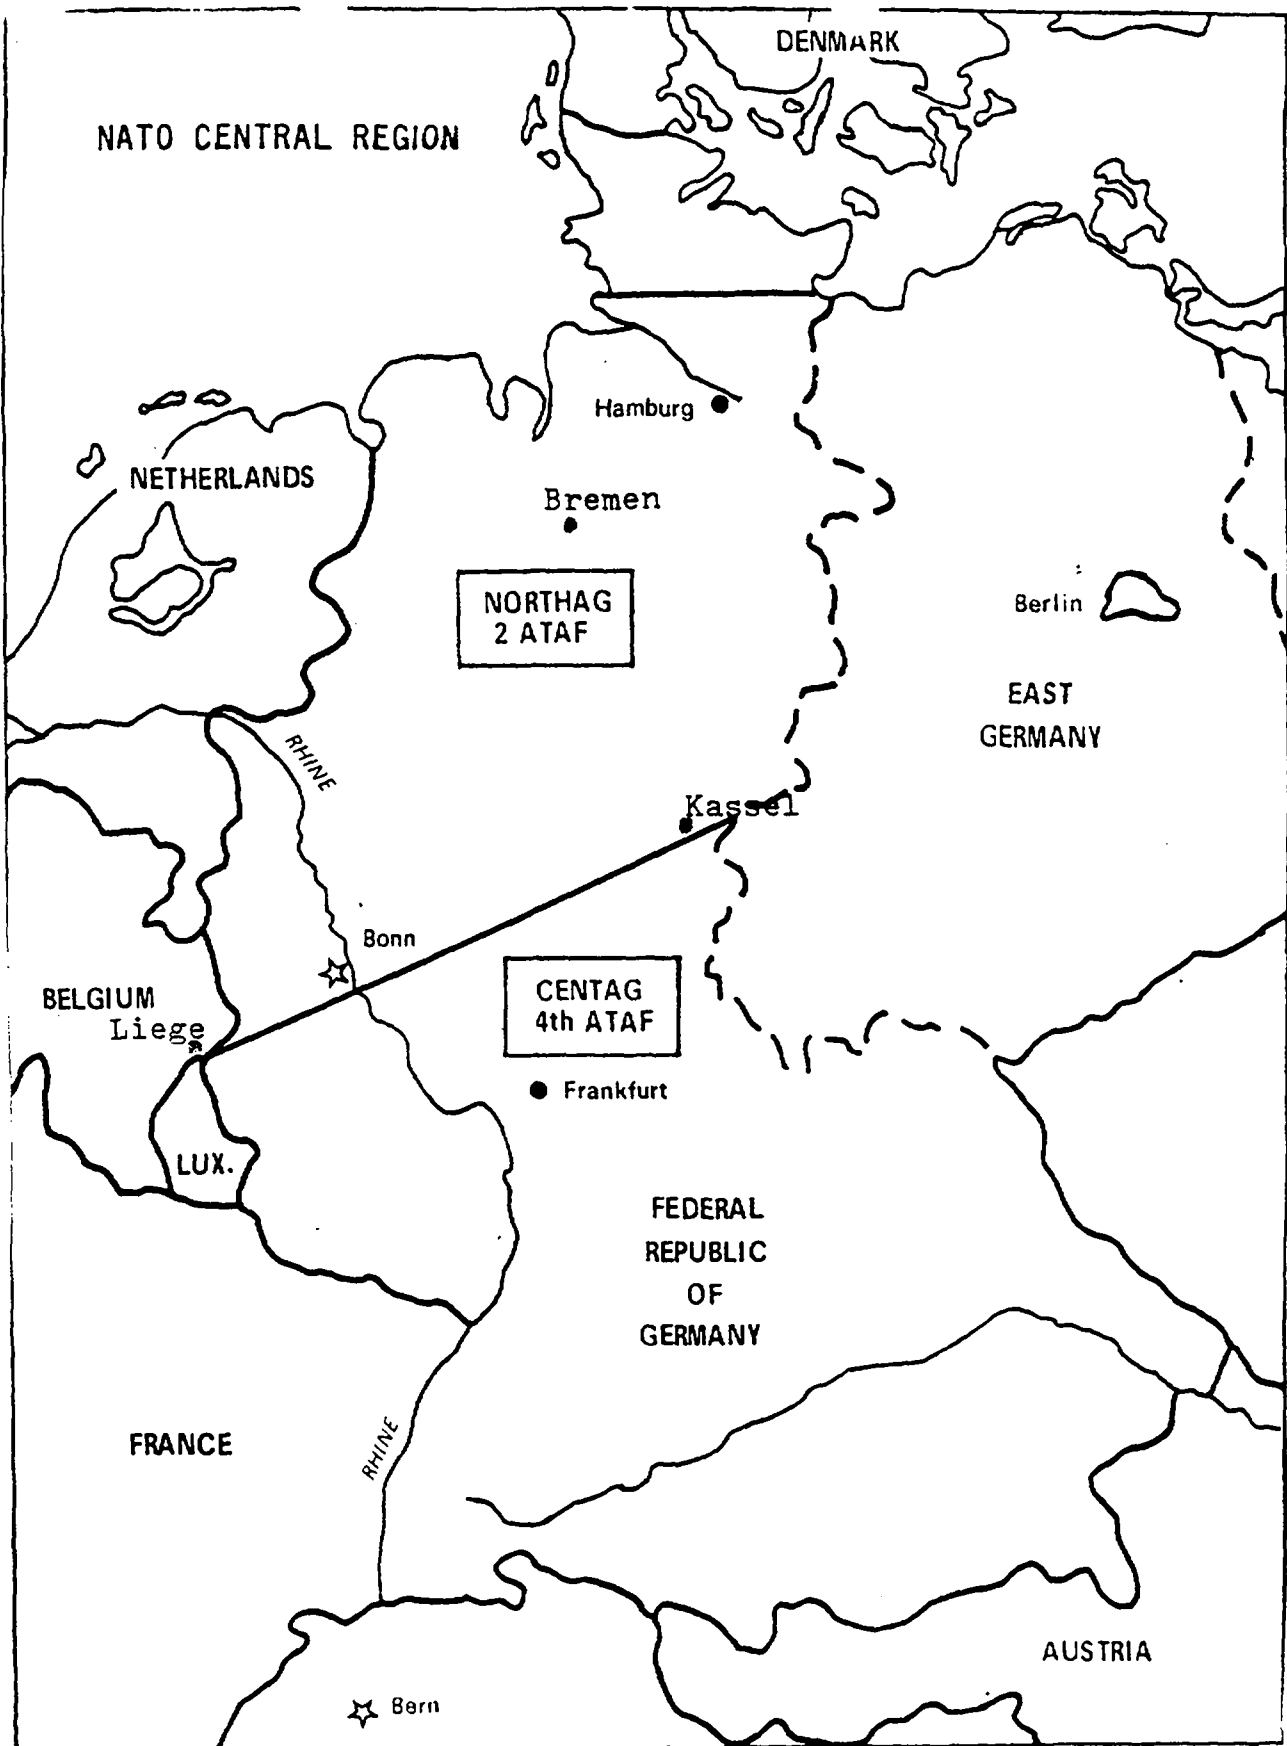 DENMARK
NATO CENTRAL REGION
Hamburg
NETHERLANDS
Bremen
NORTHAG
2 ATAF
Berlin
EAST
GERMANY
RHINE
Kassel
Bonn
CENTAG
4th ATAF
BELGIUM
Liege
Frankfurt
LUX.
FEDERAL
REPUBLIC
OF
GERMANY
FRANCE
RHINE
AUSTRIA
Bern